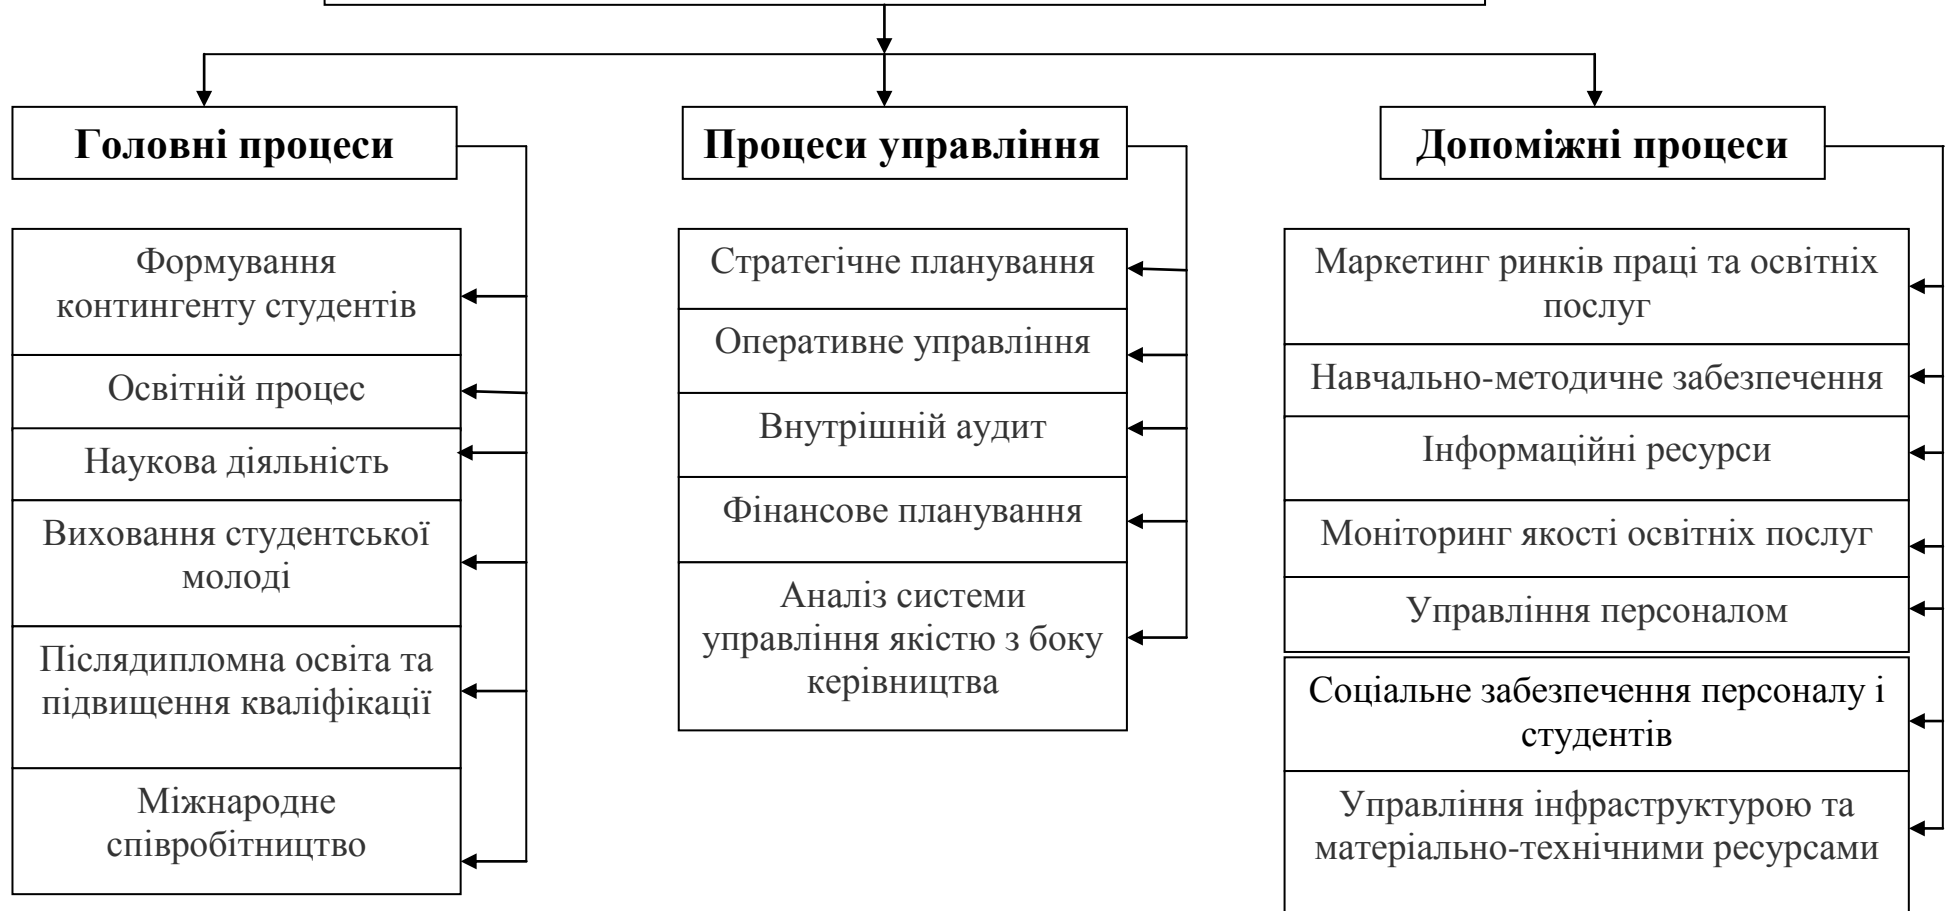 Головні процеси
Формування
контингенту студентів
Освітній процес
Наукова діяльність
Виховання студентської
молоді
Післядипломна освіта та
підвищення кваліфікації
Міжнародне
співробітництво
Процеси управління
Стратегічне планування
Оперативне управління
Внутрішній аудит
Фінансове планування
Аналіз системи
управління якістю з боку
керівництва
Допоміжні процеси
Маркетинг ринків праці та освітніх
послуг
Навчально-методичне забезпечення
Інформаційні ресурси
Моніторинг якості освітніх послуг
Управління персоналом
Соціальне забезпечення персоналу і
студентів
Управління інфраструктурою та
матеріально-технічними ресурсами